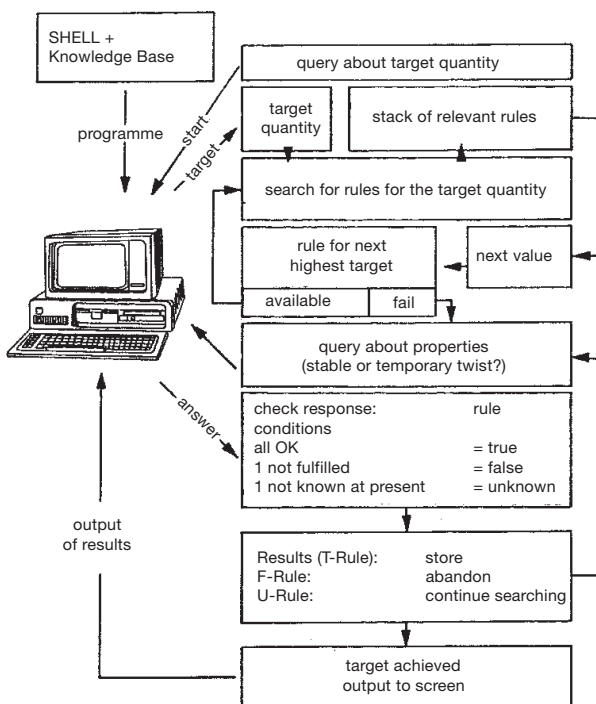 SHELL +
Knowledge Base
programme
start
target
query about target quantity
target
quantity
stack of relevant rules
search for rules for the target quantity
rule for next
highest target
available
fail
next value
query about properties
(stable or temporary twist?)
answer
check response: rule
conditions
all OK = true
1 not fulfilled = false
1 not known at present = unknown
output
of results
Results (T-Rule): store
F-Rule: abandon
U-Rule: continue searching
target achieved
output to screen